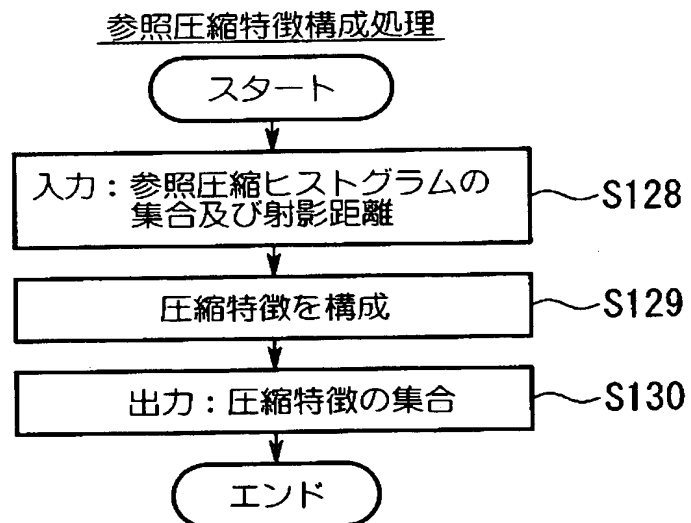 参照圧縮特徴構成処理
スタート
入力：参照圧縮ヒストグラムの
集合及び射影距離
S128
圧縮特徴を構成
S129
出力：圧縮特徴の集合
S130
エンド